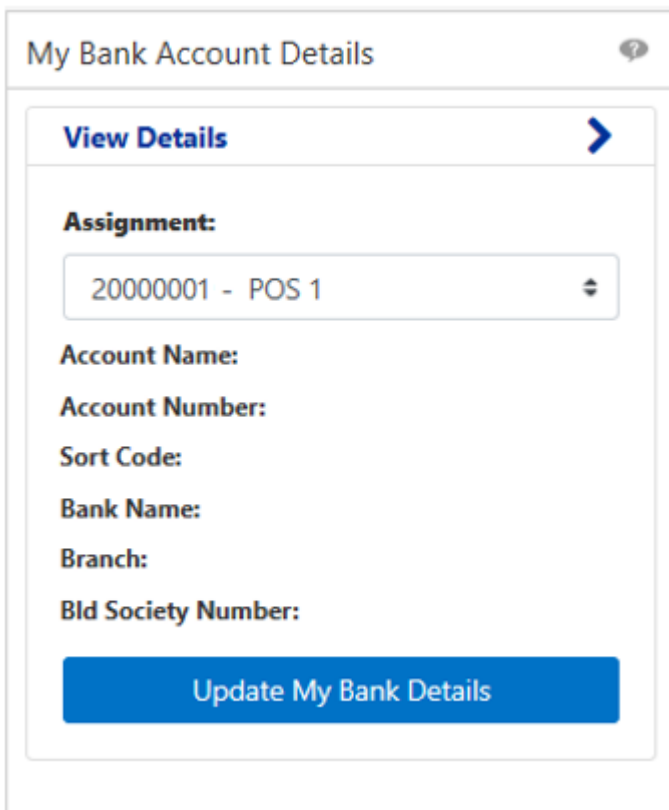 My Bank Account Details
View Details
Assignment:
20000001 - POS 1
Account Name:
Account Number:
Sort Code:
Bank Name:
Branch:
Bld Society Number:
Update My Bank Details